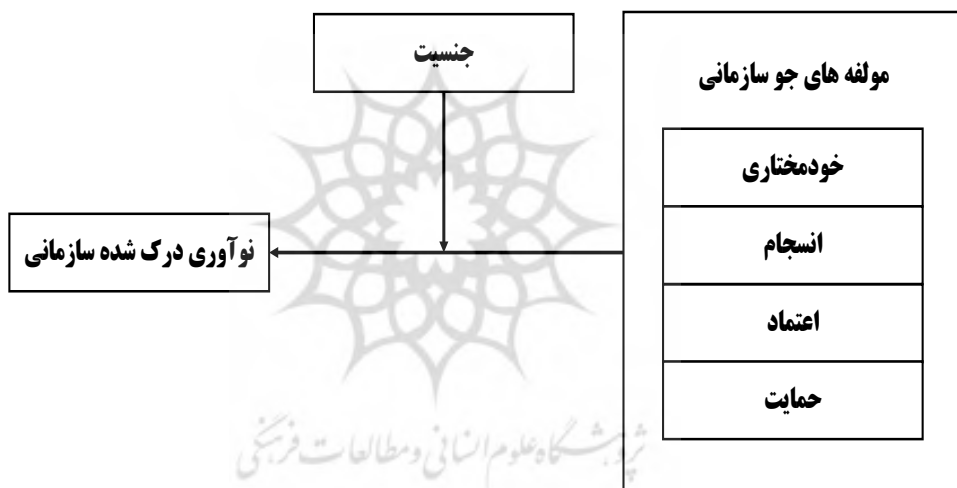 جنسیت
مولفه های جو سازمانی
خودمختاری
انسجام
اعتماد
حمایت
نوآوری درک شده سازمانی
پژوهشگاه علوم انسانی و مطالعات فرهنگی